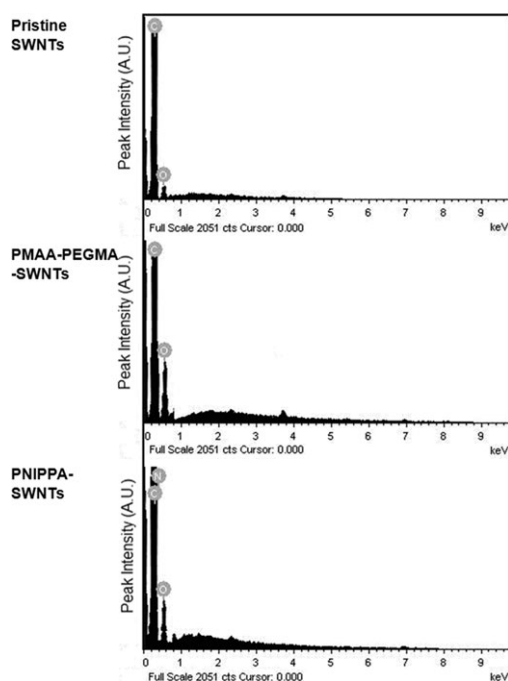 Pristine
SWNTs
Peak Intensity (A.U.)
C
O
0 1 2 3 4 5 6 7 8 9
Full Scale 2051 cts Cursor: 0.000 keV
PMAA-PEGMA
-SWNTs
Peak Intensity (A.U.)
C
O
0 1 2 3 4 5 6 7 8 9
Full Scale 2051 cts Cursor: 0.000 keV
PNIPPA-
SWNTs
Peak Intensity (A.U.)
N
C
O
0 1 2 3 4 5 6 7 8 9
Full Scale 2051 cts Cursor: 0.000 keV